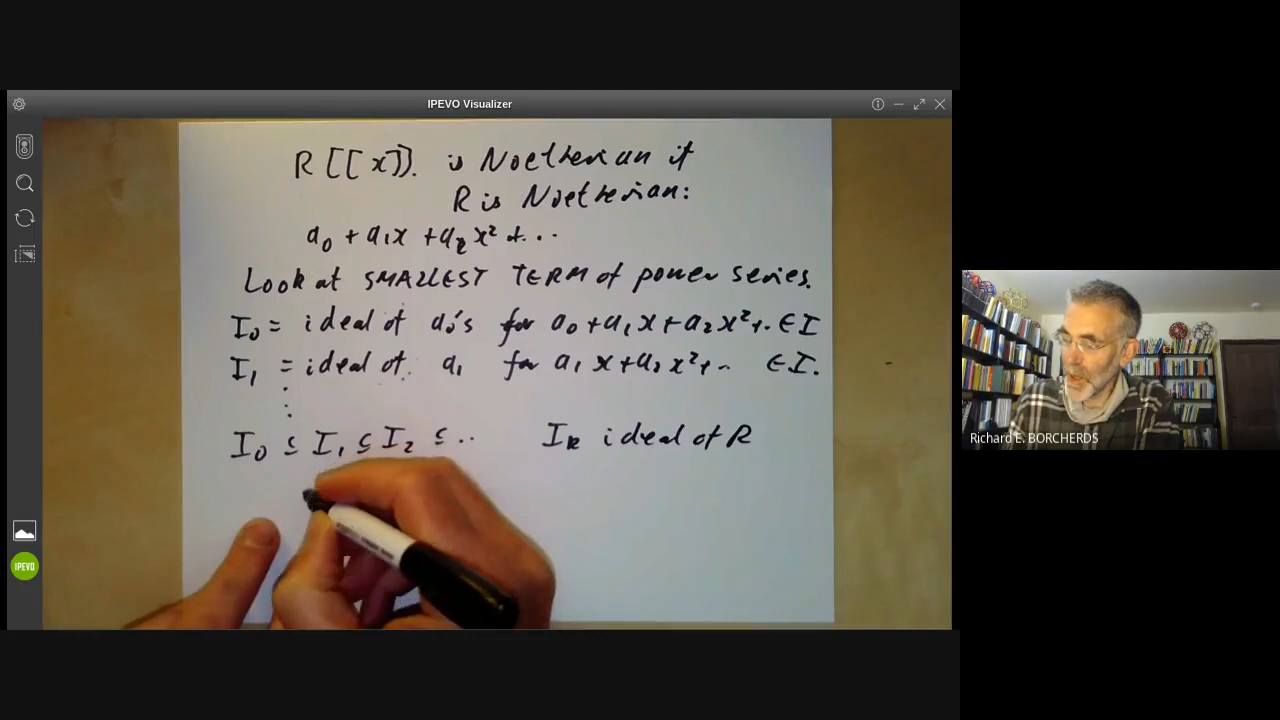 IPEVO Visualizer
R[[x]]. is Noetherian if
R is Noetherian:
a₀ + a₁x + a₂x² + ...
Look at SMALLEST TERM of power series.
I₀ = ideal of a₀'s for a₀ + a₁x + a₂x² + .. ∈ I
I₁ = ideal of a₁ for a₁x + a₂x² + .. ∈ I.
⋮
I₀ ⊆ I₁ ⊆ I₂ ⊆ .. I_k ideal of R
Richard E. BORCHERDS
IPEVO